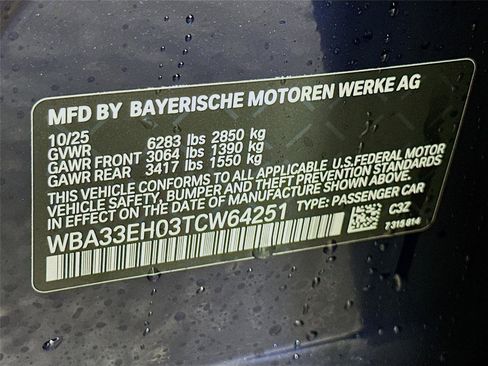 MFD BY BAYERISCHE MOTOREN WERKE AG
10/25
GVWR 6283 lbs 2850 kg
GAWR FRONT 3064 lbs 1390 kg
GAWR REAR 3417 lbs 1550 kg
THIS VEHICLE CONFORMS TO ALL APPLICABLE U.S.FEDERAL MOTOR
VEHICLE SAFETY, BUMPER AND THEFT PREVENTION STANDARDS
IN EFFECT ON THE DATE OF MANUFACTURE SHOWN ABOVE.
WBA33EH03TCW64251 TYPE: PASSENGER CAR
C3Z
7 315 014